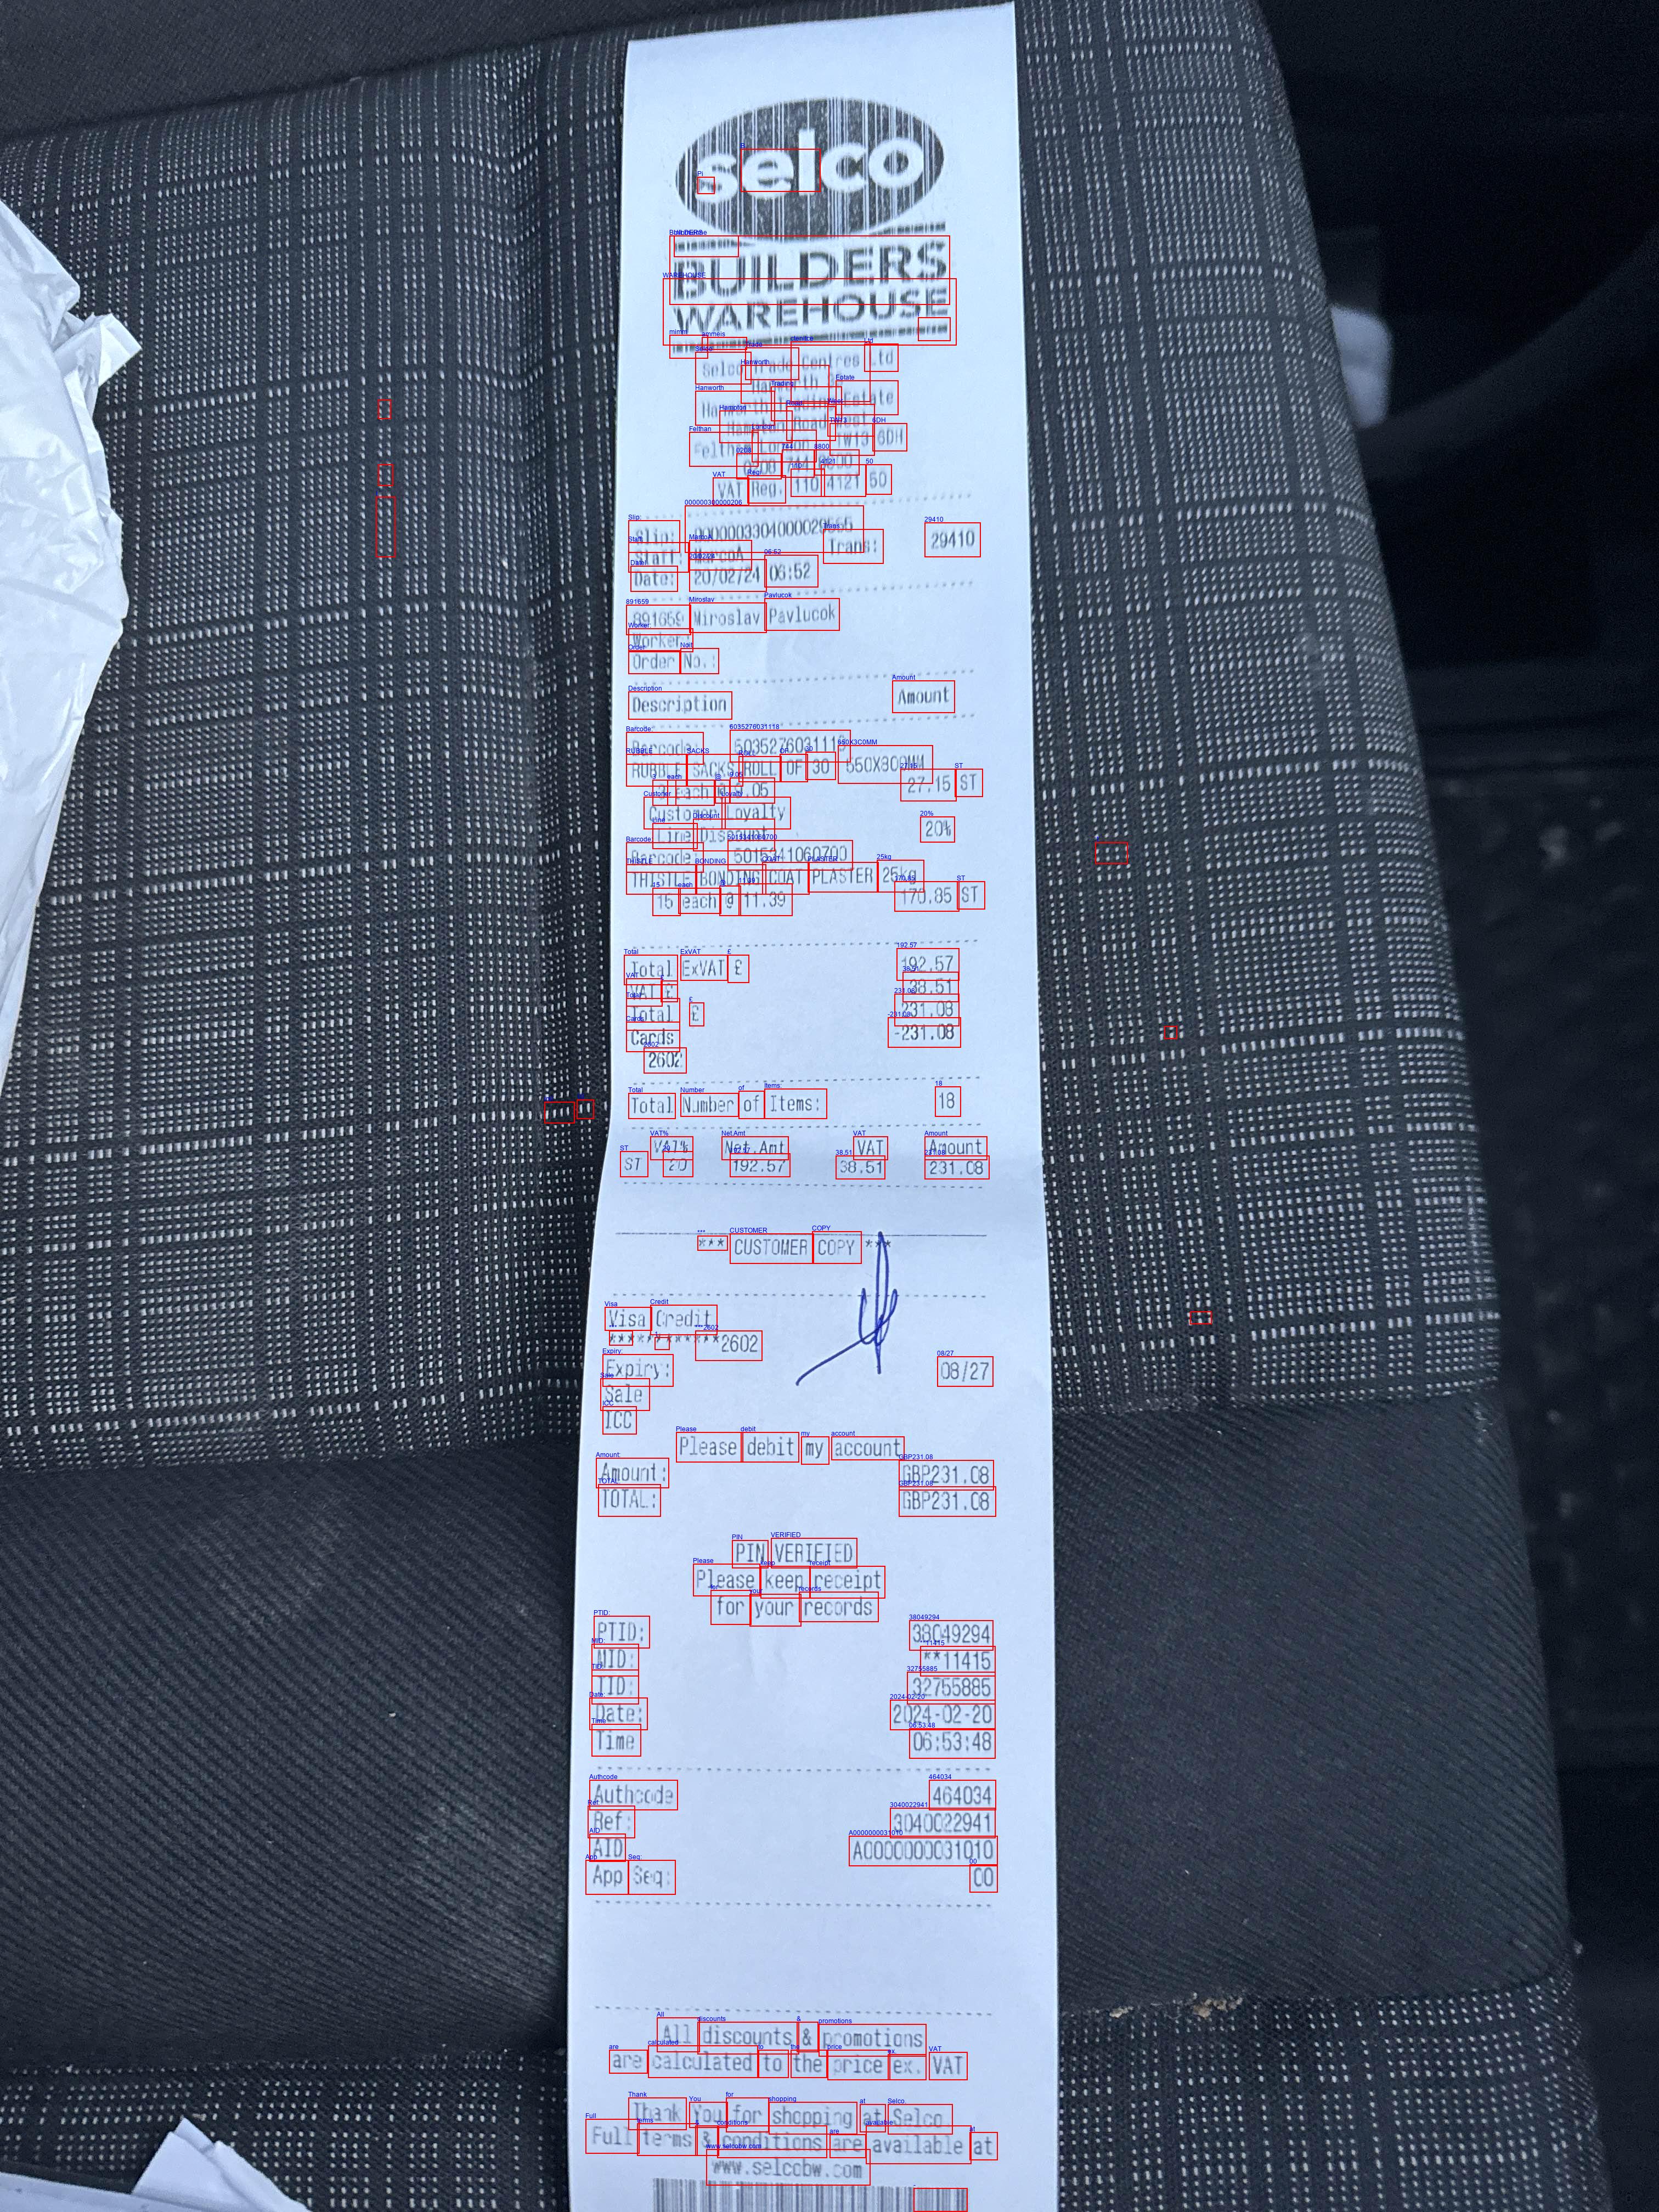 selco
BUILDERS
WAREHOUSE
Selco Trade Centres Ltd
Hanworth
Hanworth Trading Estate
Hampton Road West
Feltham London TW13 6DH
0208 744 8800
VAT Reg. 110 4121 50
Slip: Trans: 29410
Staff: MarcoA
Date: 20/02/24 06:52
891659 Miroslav Pavlucok
Worker:
Order No.:
Description Amount
Barcode: 6035276031118
RUBBLE SACKS ROLL OF 30 550X300MM
3 each @ 9.05 27.15 ST
Customer Loyalty
Line Discount 20%
Barcode: 5015341060700
THISTLE BONDING COAT PLASTER 25kg
15 each @ 11.39 170.85 ST
Total ExVAT £ 192.57
VAT £ 38.51
Total £ 231.08
Cards -231.08
2602
Total Number of Items: 18
VAT% Net.Amt VAT Amount
ST 20 192.57 38.51 231.08
*** CUSTOMER COPY ***
Visa Credit
************2602
Expiry: 08/27
Sale
ICC
Please debit my account
Amount: GBP231.08
TOTAL: GBP231.08
PIN VERIFIED
Please keep receipt
for your records
PTID: 38049294
MID: **11415
TID: 32755885
Date: 2024-02-20
Time 06:53:48
Authcode 464034
Ref: 3040022941
AID A0000000031010
App Seq: 00
All discounts & promotions
are calculated to the price ex. VAT
Thank You for shopping at Selco.
Full terms & conditions are available at
www.selcobw.com